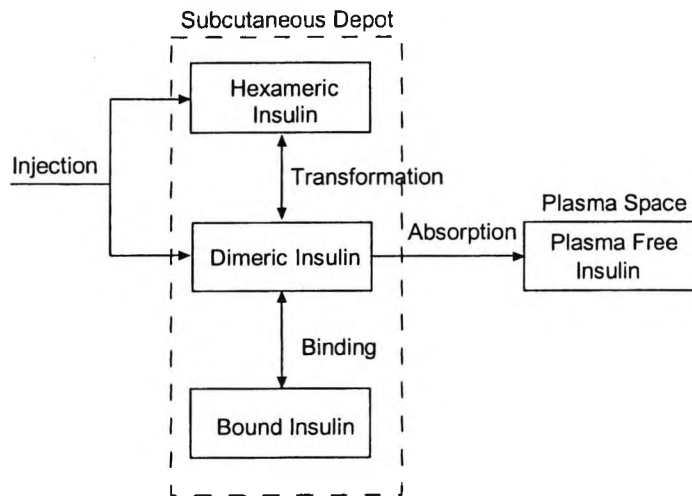 Subcutaneous Depot
Hexameric
Insulin
Injection
Transformation
Plasma Space
Absorption
Dimeric Insulin
Plasma Free
Insulin
Binding
Bound Insulin